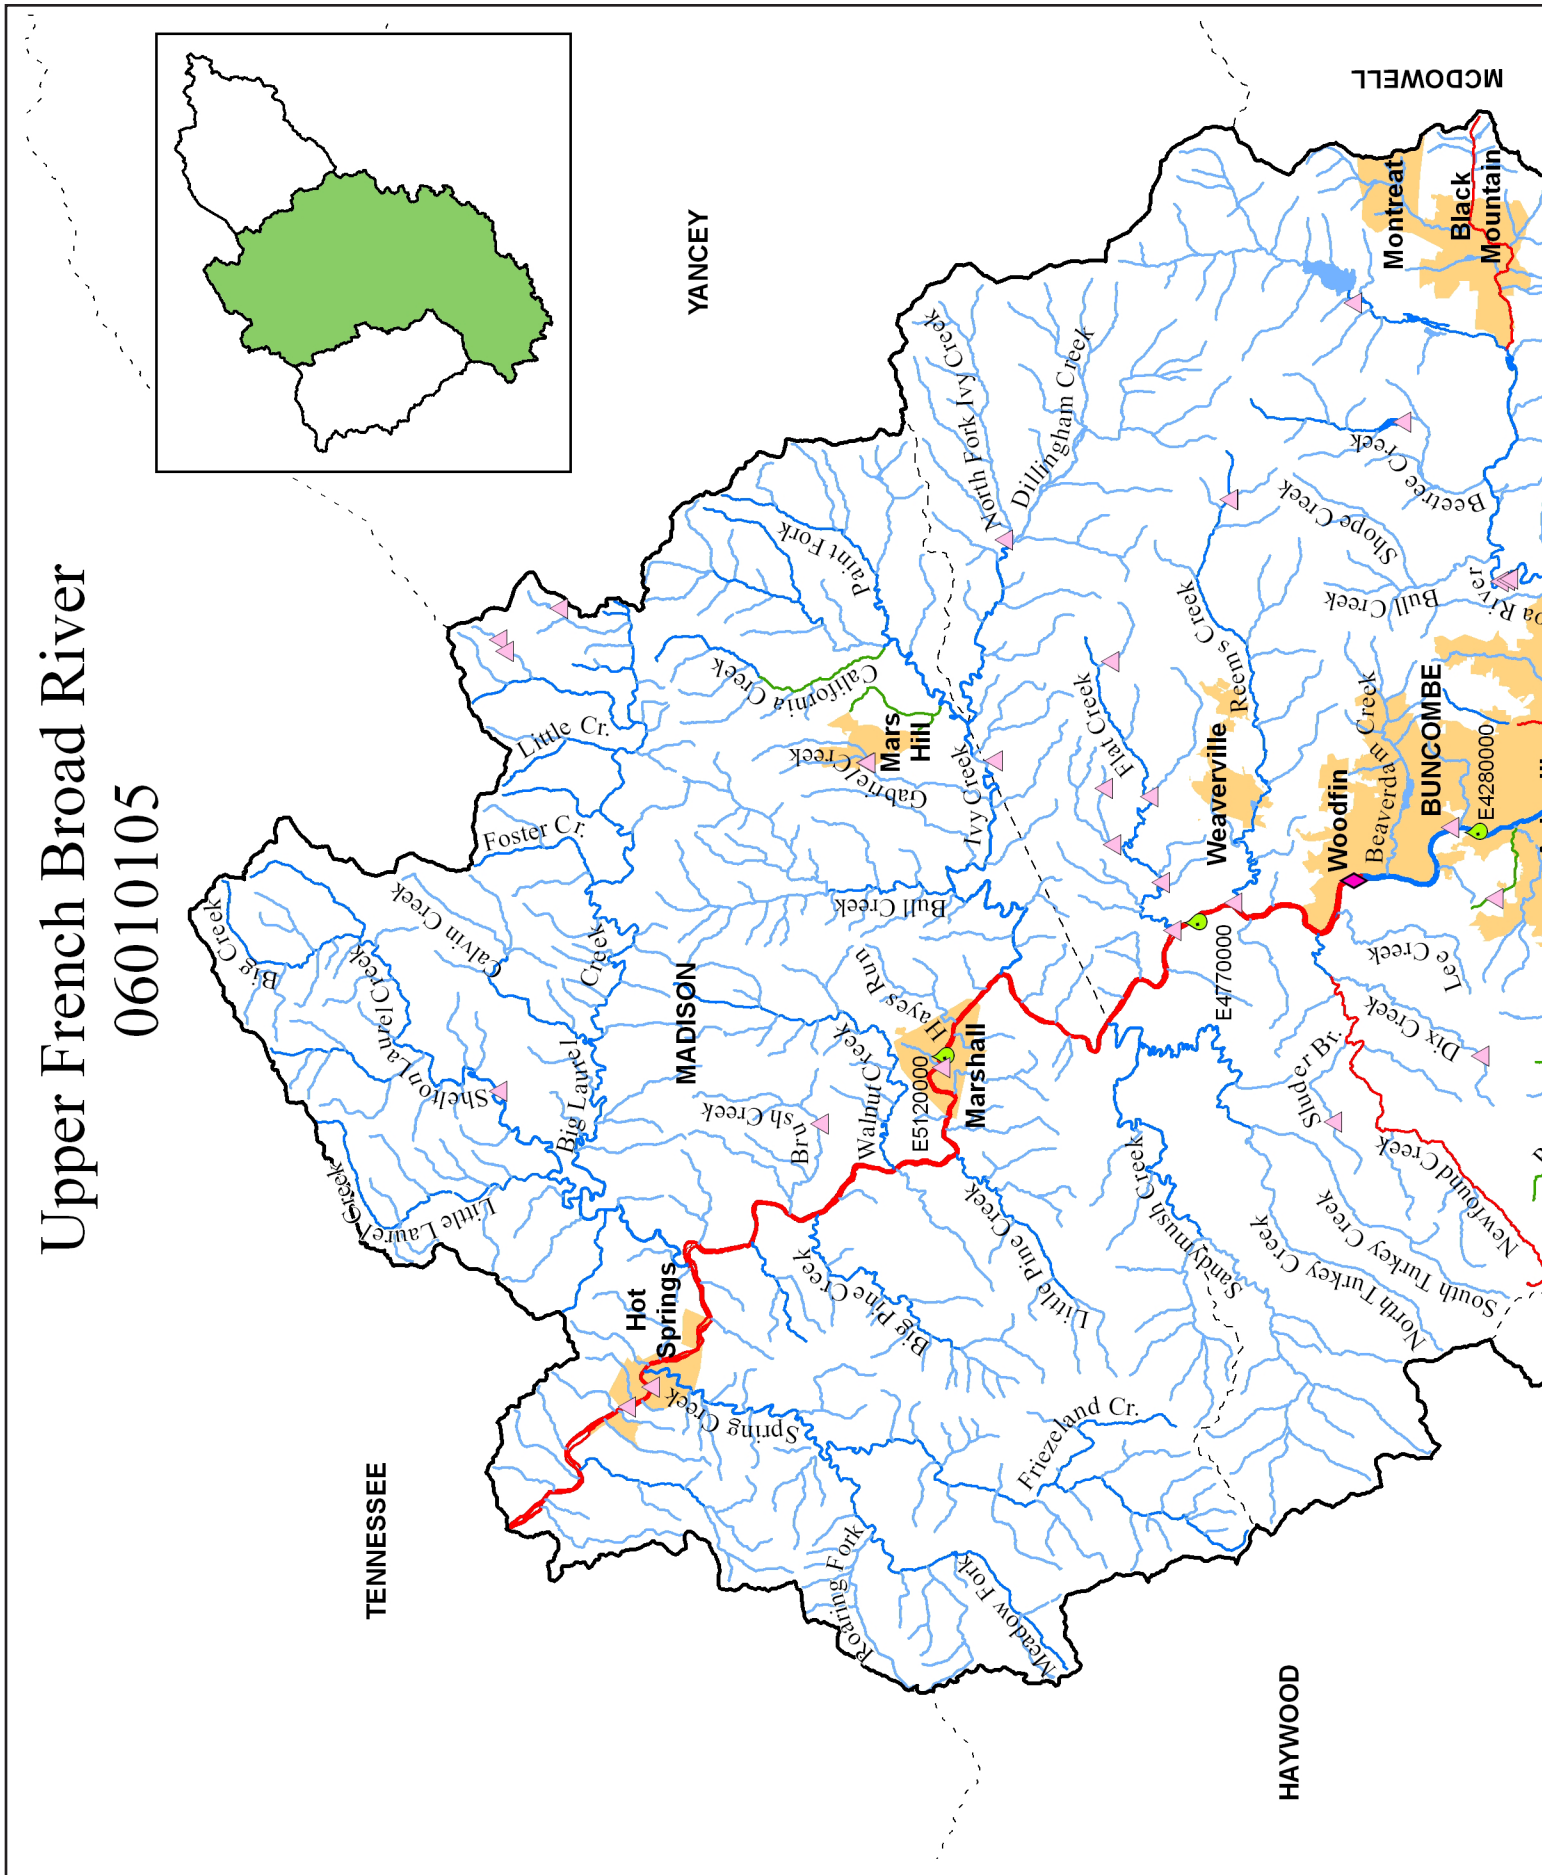 Upper French Broad River
06010105
TENNESSEE
YANCEY
MCDOWELL
HAYWOOD
MADISON
BUNCOMBE
Hot
Springs
Marshall
Mars
Hill
Weaverville
Woodfin
Montreat
Black
Mountain
E5120000
E4770000
E4280000
Big Creek
Shelton Laurel Creek
Calvin Creek
Foster Cr.
Little Cr.
Big Laurel
Creek
Little Laurel Creek
Spring Creek
Roaring Fork
Meadow Fork
Friezeland Cr.
Big Pine Creek
Little Pine Creek
Brush Creek
Walnut Creek
Hayes Run
Bull Creek
Gabriel Creek
California Creek
Paint Fork
Ivy Creek
North Fork Ivy Creek
Dillingham Creek
Flat Creek
Reems Creek
Beaverdam Creek
Bull Creek
Shope Creek
Beetree Creek
River
Lee Creek
Dix Creek
Sluder Br.
Newfound Creek
South Turkey Creek
North Turkey Creek
Sandymush Creek